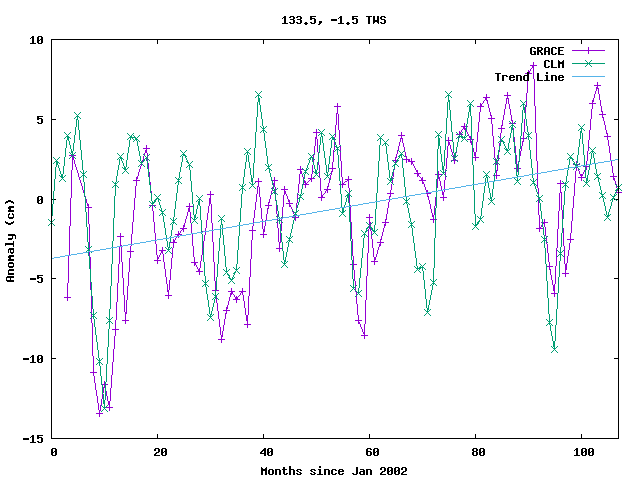 133.5, -1.5 TWS
GRACE
CLM
Trend Line
10
5
0
-5
-10
-15
Anomaly (cm)
0 20 40 60 80 100
Months since Jan 2002